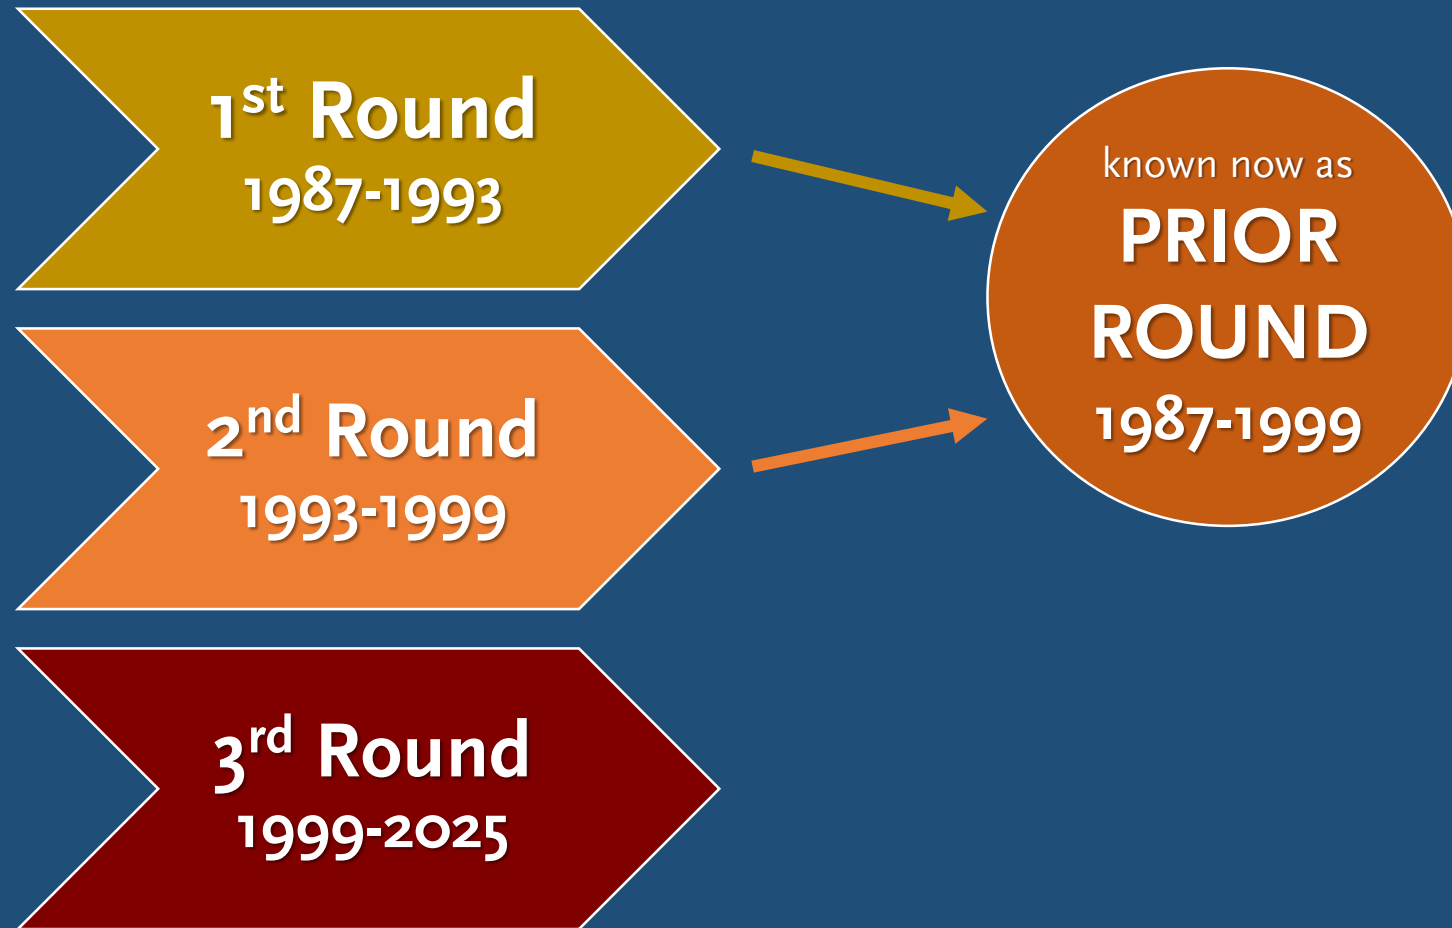 1st Round
1987-1993
known now as
PRIOR
ROUND
1987-1999
2nd Round
1993-1999
3rd Round
1999-2025